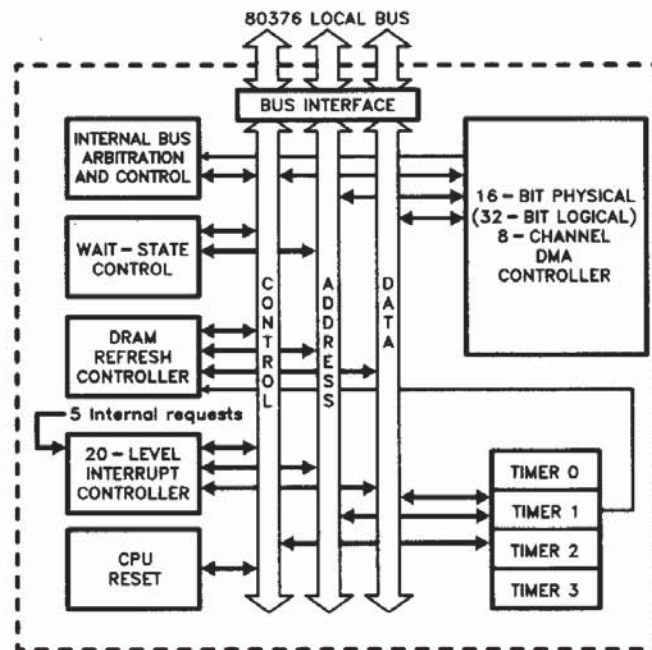 80376 LOCAL BUS
BUS INTERFACE
INTERNAL BUS
ARBITRATION
AND CONTROL
16-BIT PHYSICAL
(32-BIT LOGICAL)
8-CHANNEL
DMA
CONTROLLER
WAIT-STATE
CONTROL
CONTROL
ADDRESS
DATA
DRAM
REFRESH
CONTROLLER
5 Internal requests
20-LEVEL
INTERRUPT
CONTROLLER
TIMER 0
TIMER 1
TIMER 2
TIMER 3
CPU
RESET